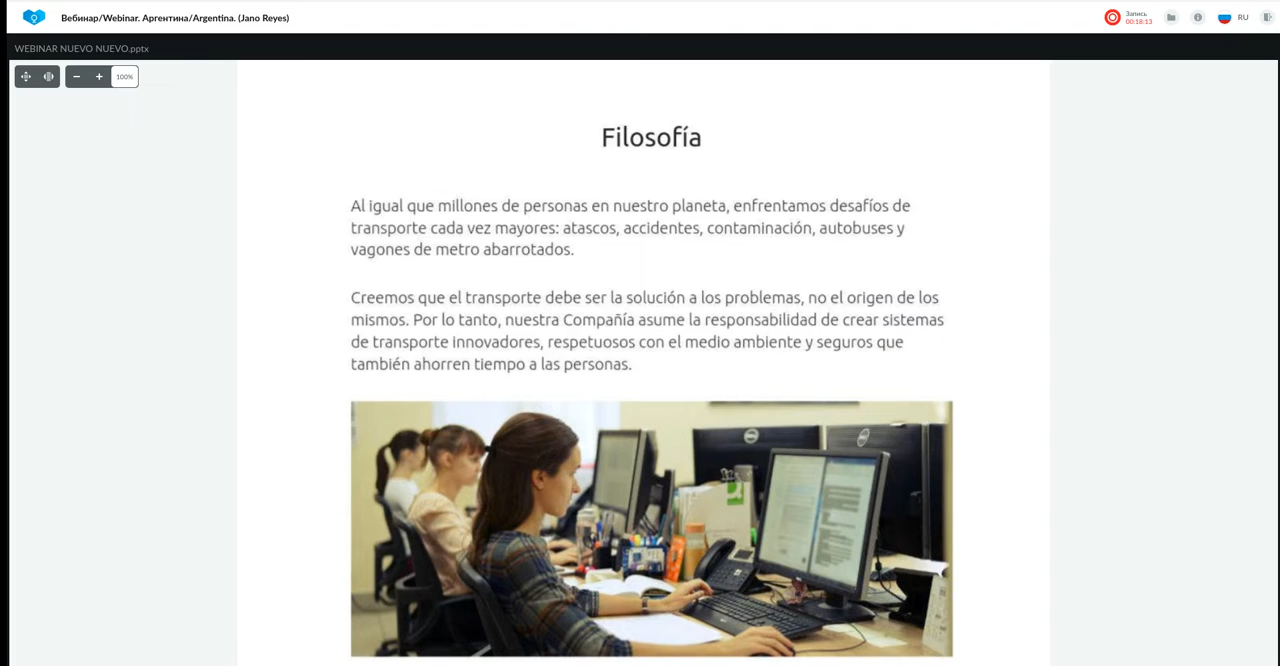 Вебинар/Webinar. Аргентина/Argentina. (Jano Reyes)
Запись
00:18:13
RU
WEBINAR NUEVO NUEVO.pptx
100%
Filosofía
Al igual que millones de personas en nuestro planeta, enfrentamos desafíos de
transporte cada vez mayores: atascos, accidentes, contaminación, autobuses y
vagones de metro abarrotados.
Creemos que el transporte debe ser la solución a los problemas, no el origen de los
mismos. Por lo tanto, nuestra Compañía asume la responsabilidad de crear sistemas
de transporte innovadores, respetuosos con el medio ambiente y seguros que
también ahorren tiempo a las personas.